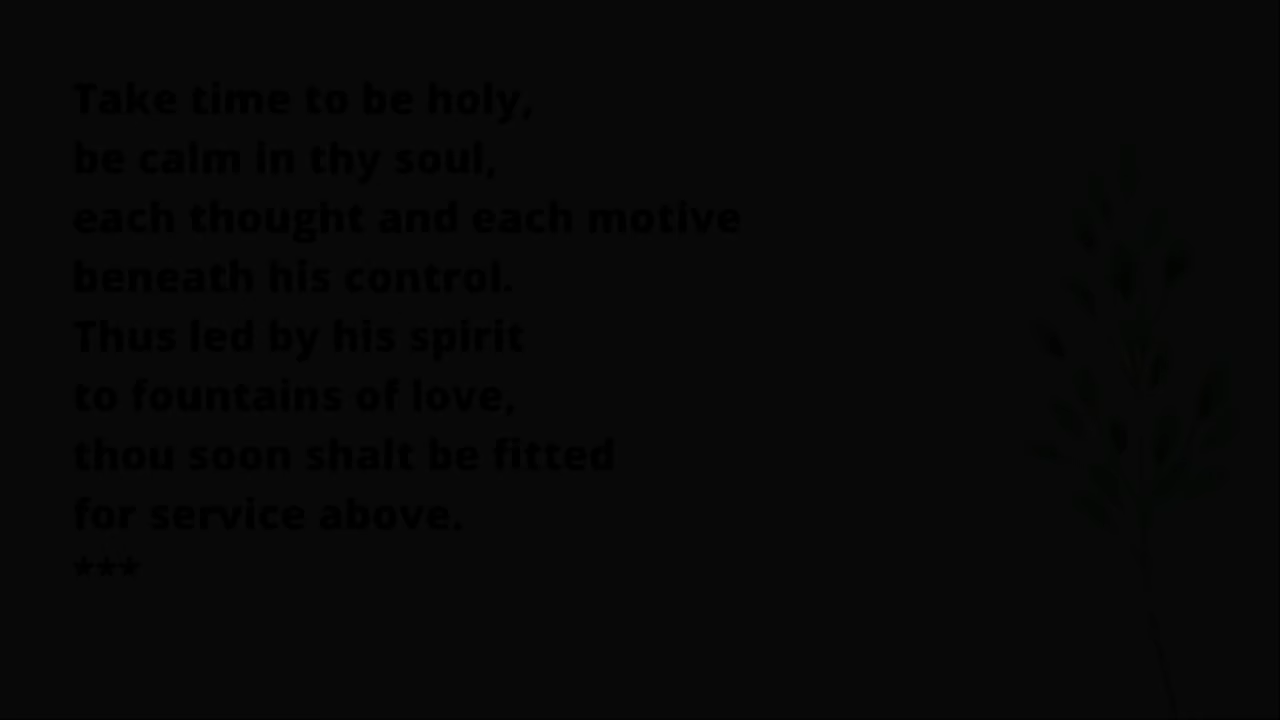 Take time to be holy,
be calm in thy soul,
each thought and each motive
beneath his control.
Thus led by his spirit
to fountains of love,
thou soon shalt be fitted
for service above.
***